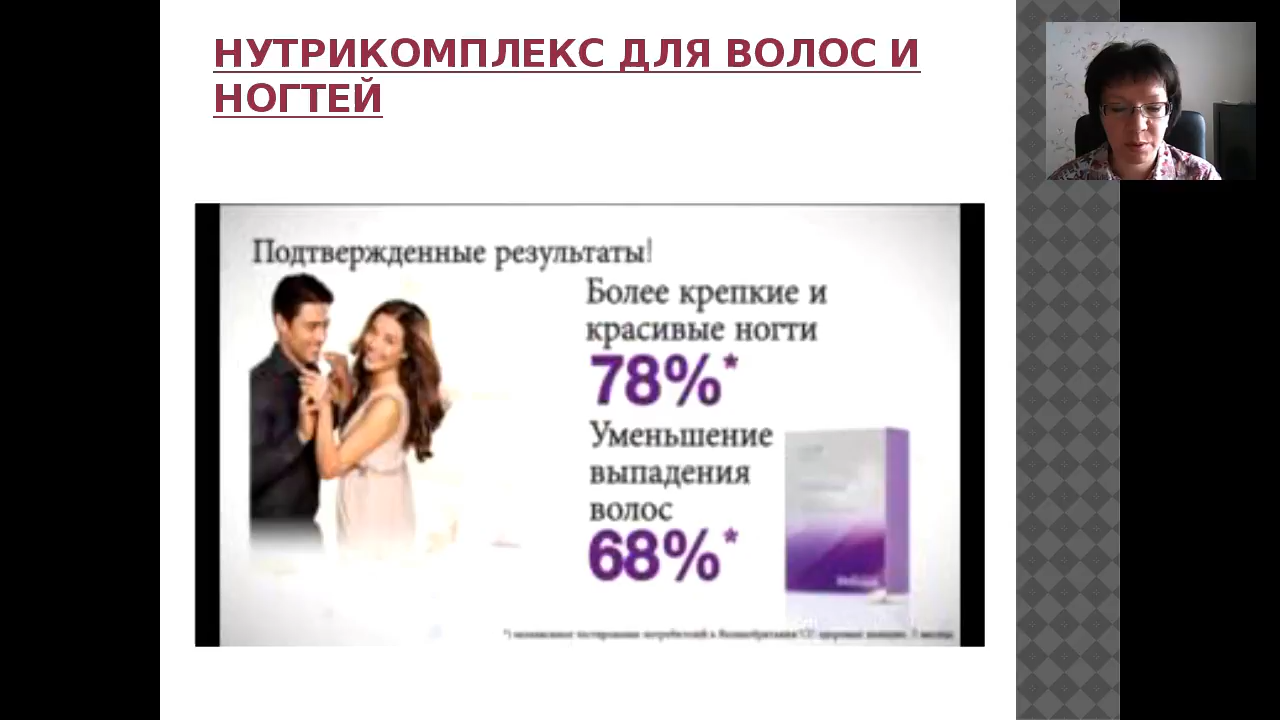 НУТРИКОМПЛЕКС ДЛЯ ВОЛОС И
НОГТЕЙ
Подтвержденные результаты!
Более крепкие и
красивые ногти
78%*
Уменьшение
выпадения
волос
68%*